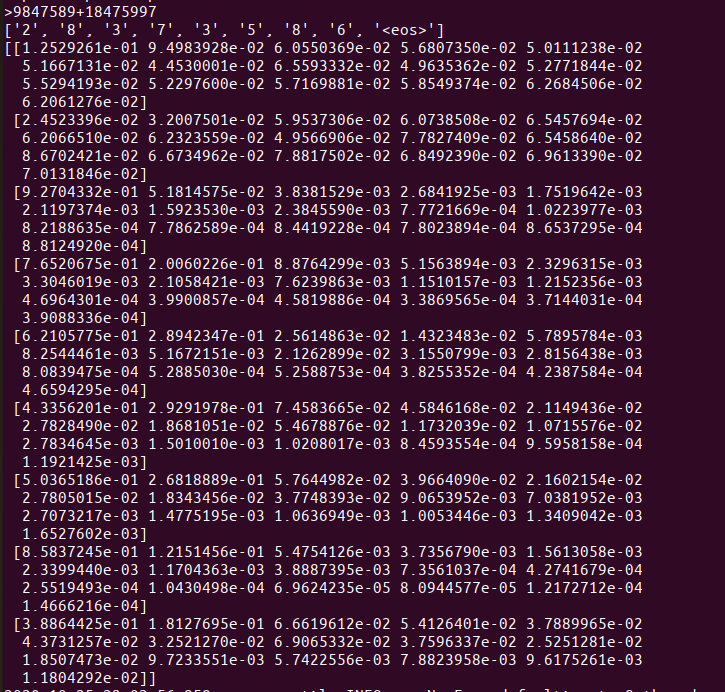 >9847589+18475997
['2', '8', '3', '7', '3', '5', '8', '6', '<eos>']
[[1.2529261e-01 9.4983928e-02 6.0550369e-02 5.6807350e-02 5.0111238e-02
5.1667131e-02 4.4530001e-02 6.5593332e-02 4.9635362e-02 5.2771844e-02
5.5294193e-02 5.2297600e-02 5.7169881e-02 5.8549374e-02 6.2684506e-02
6.2061276e-02]
[2.4523396e-02 3.2007501e-02 5.9537306e-02 6.0738508e-02 6.5457694e-02
6.2066510e-02 6.2323559e-02 4.9566906e-02 7.7827409e-02 6.5458640e-02
8.6702421e-02 6.6734962e-02 7.8817502e-02 6.8492390e-02 6.9613390e-02
7.0131846e-02]
[9.2704332e-01 5.1814575e-02 3.8381529e-03 2.6841925e-03 1.7519642e-03
2.1197374e-03 1.5923530e-03 2.3845590e-03 7.7721669e-04 1.0223977e-03
8.2188635e-04 7.7862589e-04 8.4419228e-04 7.8023894e-04 8.6537295e-04
8.8124920e-04]
[7.6520675e-01 2.0060226e-01 8.8764299e-03 5.1563894e-03 2.3296315e-03
3.3046019e-03 2.1058421e-03 7.6239863e-03 1.1510157e-03 1.2152356e-03
4.6964301e-04 3.9900857e-04 4.5819886e-04 3.3869565e-04 3.7144031e-04
3.9088336e-04]
[6.2105775e-01 2.8942347e-01 2.5614863e-02 1.4323483e-02 5.7895784e-03
8.2544461e-03 5.1672151e-03 2.1262899e-02 3.1550799e-03 2.8156438e-03
8.0839475e-04 5.2885030e-04 5.2588753e-04 3.8255352e-04 4.2387584e-04
4.6594295e-04]
[4.3356201e-01 2.9291978e-01 7.4583665e-02 4.5846168e-02 2.1149436e-02
2.7828490e-02 1.8681051e-02 5.4678876e-02 1.1732039e-02 1.0715576e-02
2.7834645e-03 1.5010010e-03 1.0208017e-03 8.4593554e-04 9.5958158e-04
1.1921425e-03]
[5.0365186e-01 2.6818889e-01 5.7644982e-02 3.9664090e-02 2.1602154e-02
2.7805015e-02 1.8343456e-02 3.7748393e-02 9.0653952e-03 7.0381952e-03
2.7073217e-03 1.4775195e-03 1.0636949e-03 1.0053446e-03 1.3409042e-03
1.6527602e-03]
[8.5837245e-01 1.2151456e-01 5.4754126e-03 3.7356790e-03 1.5613058e-03
2.3399440e-03 1.1704363e-03 3.8887395e-03 7.3561037e-04 4.2741679e-04
2.5519493e-04 1.0430498e-04 6.9624235e-05 8.0944577e-05 1.2172712e-04
1.4666216e-04]
[3.8864425e-01 1.8127695e-01 6.6619612e-02 5.4126401e-02 3.7889965e-02
4.3731257e-02 3.2521270e-02 6.9065332e-02 3.7596337e-02 2.5251281e-02
1.8507473e-02 9.7233551e-03 5.7422556e-03 7.8823958e-03 9.6175261e-03
1.1804292e-02]]